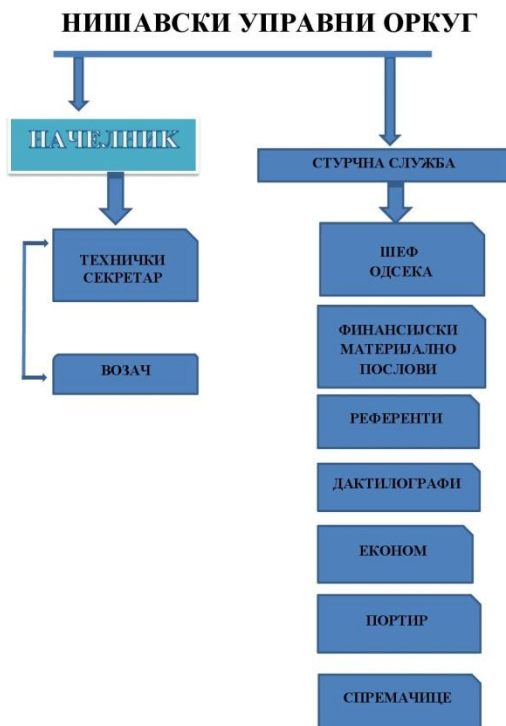 НИШАВСКИ УПРАВНИ ОРКУГ
НАЧЕЛНИК
ТЕХНИЧКИ
СЕКРЕТАР
ВОЗАЧ
СТУРЧНА СЛУЖБА
ШЕФ
ОДСЕКА
ФИНАНСИЈСКИ
МАТЕРИЈАЛНО
ПОСЛОВИ
РЕФЕРЕНТИ
ДАКТИЛОГРАФИ
ЕКОНОМ
ПОРТИР
СПРЕМАЧИЦЕ